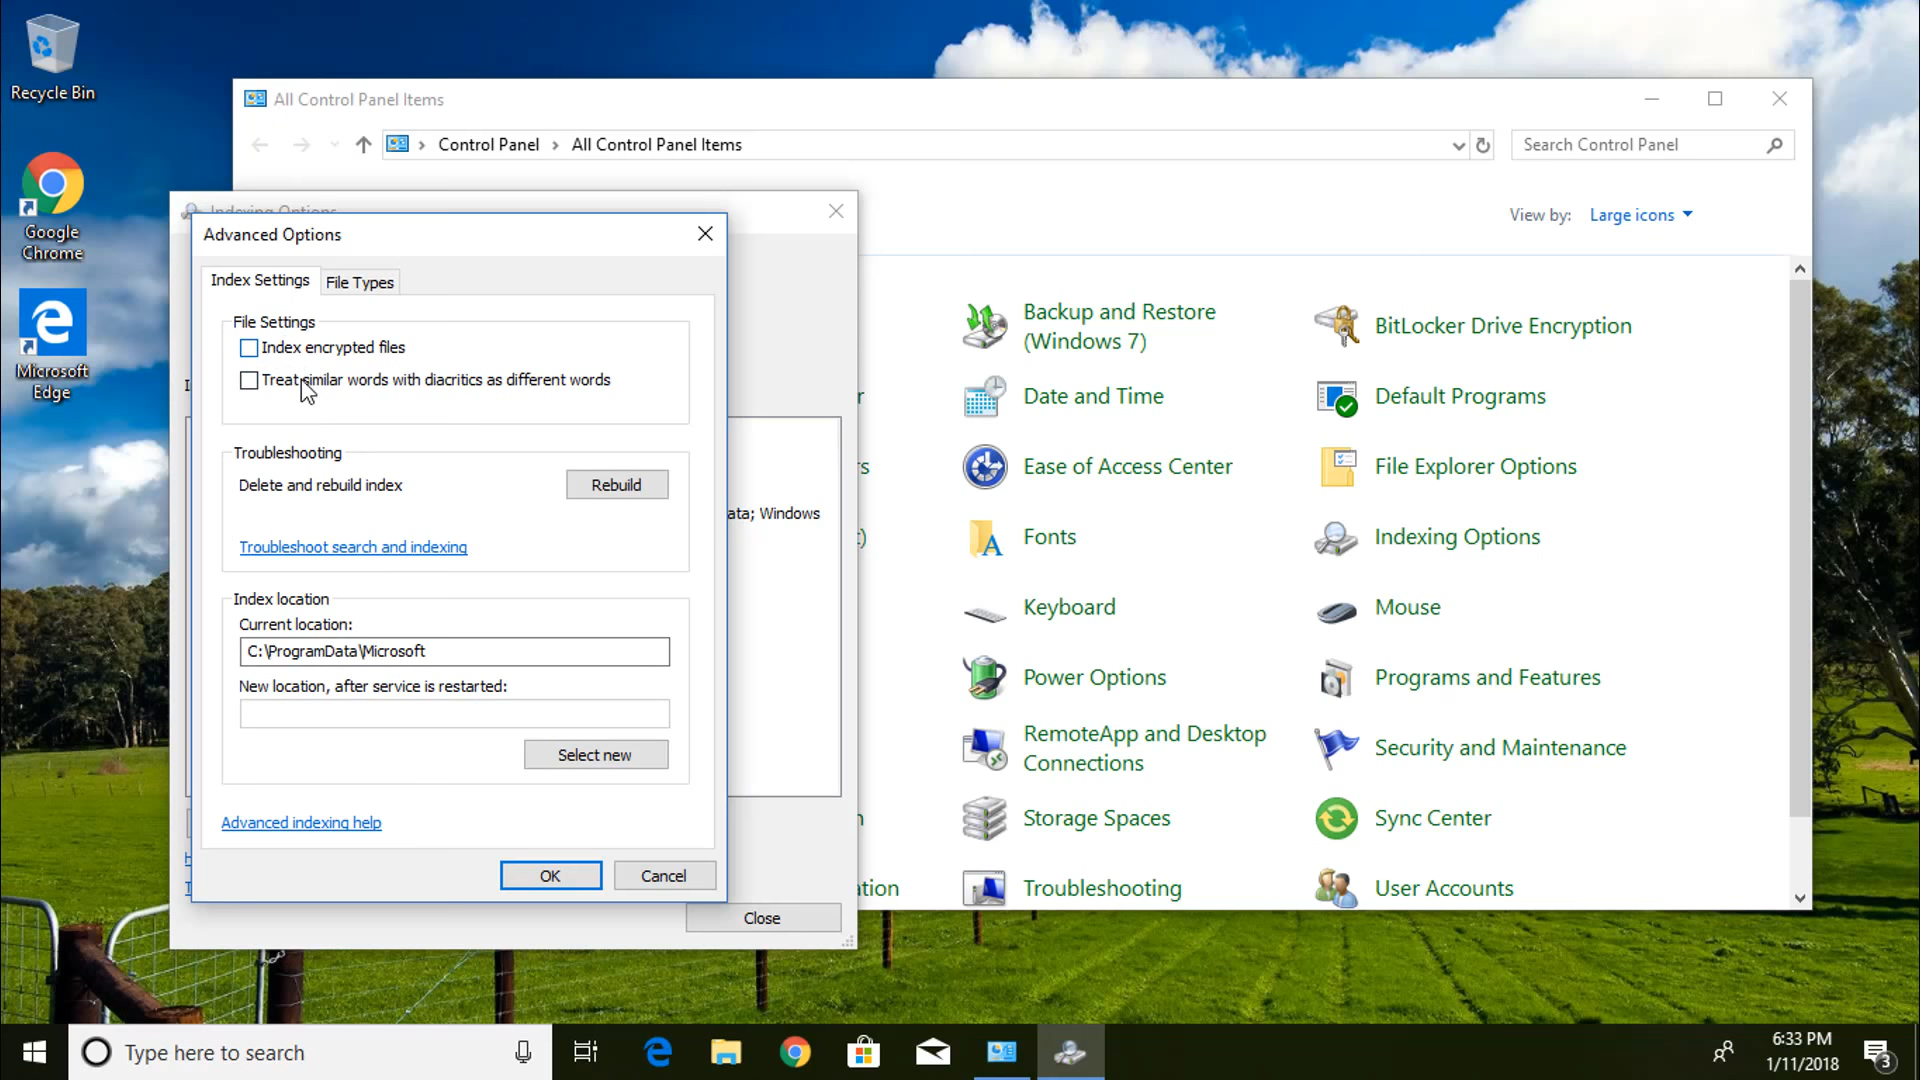 Recycle Bin
Google
Chrome
Microsoft
Edge
All Control Panel Items
Control Panel
All Control Panel Items
Search Control Panel
View by:
Large icons
Indexing Options
Advanced Options
Index Settings
File Types
File Settings
Index encrypted files
Treat similar words with diacritics as different words
Troubleshooting
Delete and rebuild index
Rebuild
Troubleshoot search and indexing
Index location
Current location:
C:\ProgramData\Microsoft
New location, after service is restarted:
Select new
Advanced indexing help
OK
Cancel
ata; Windows
Close
Backup and Restore
(Windows 7)
BitLocker Drive Encryption
Date and Time
Default Programs
Ease of Access Center
File Explorer Options
Fonts
Indexing Options
Keyboard
Mouse
Power Options
Programs and Features
RemoteApp and Desktop
Connections
Security and Maintenance
Storage Spaces
Sync Center
Troubleshooting
User Accounts
Type here to search
6:33 PM
1/11/2018
3